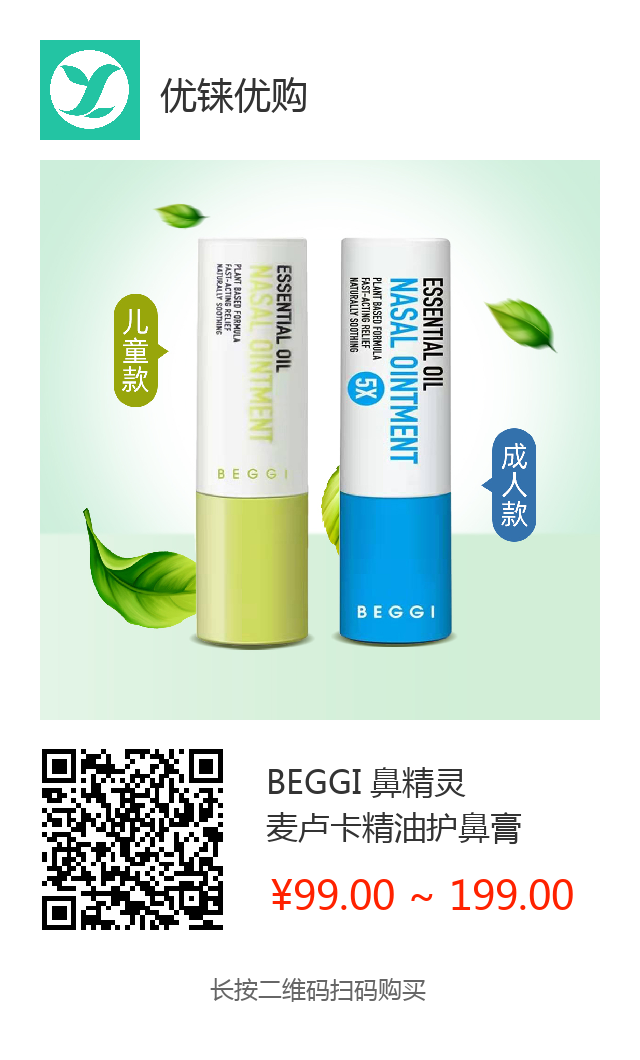 优铼优购
儿童款
ESSENTIAL OIL
NASAL OINTMENT
PLANT BASED FORMULA
FAST-ACTING RELIEF
NATURALLY SOOTHING
BEGGI
ESSENTIAL OIL
NASAL OINTMENT
PLANT BASED FORMULA
FAST-ACTING RELIEF
NATURALLY SOOTHING
5X
BEGGI
成人款
BEGGI 鼻精灵
麦卢卡精油护鼻膏
¥99.00 ~ 199.00
长按二维码扫码购买